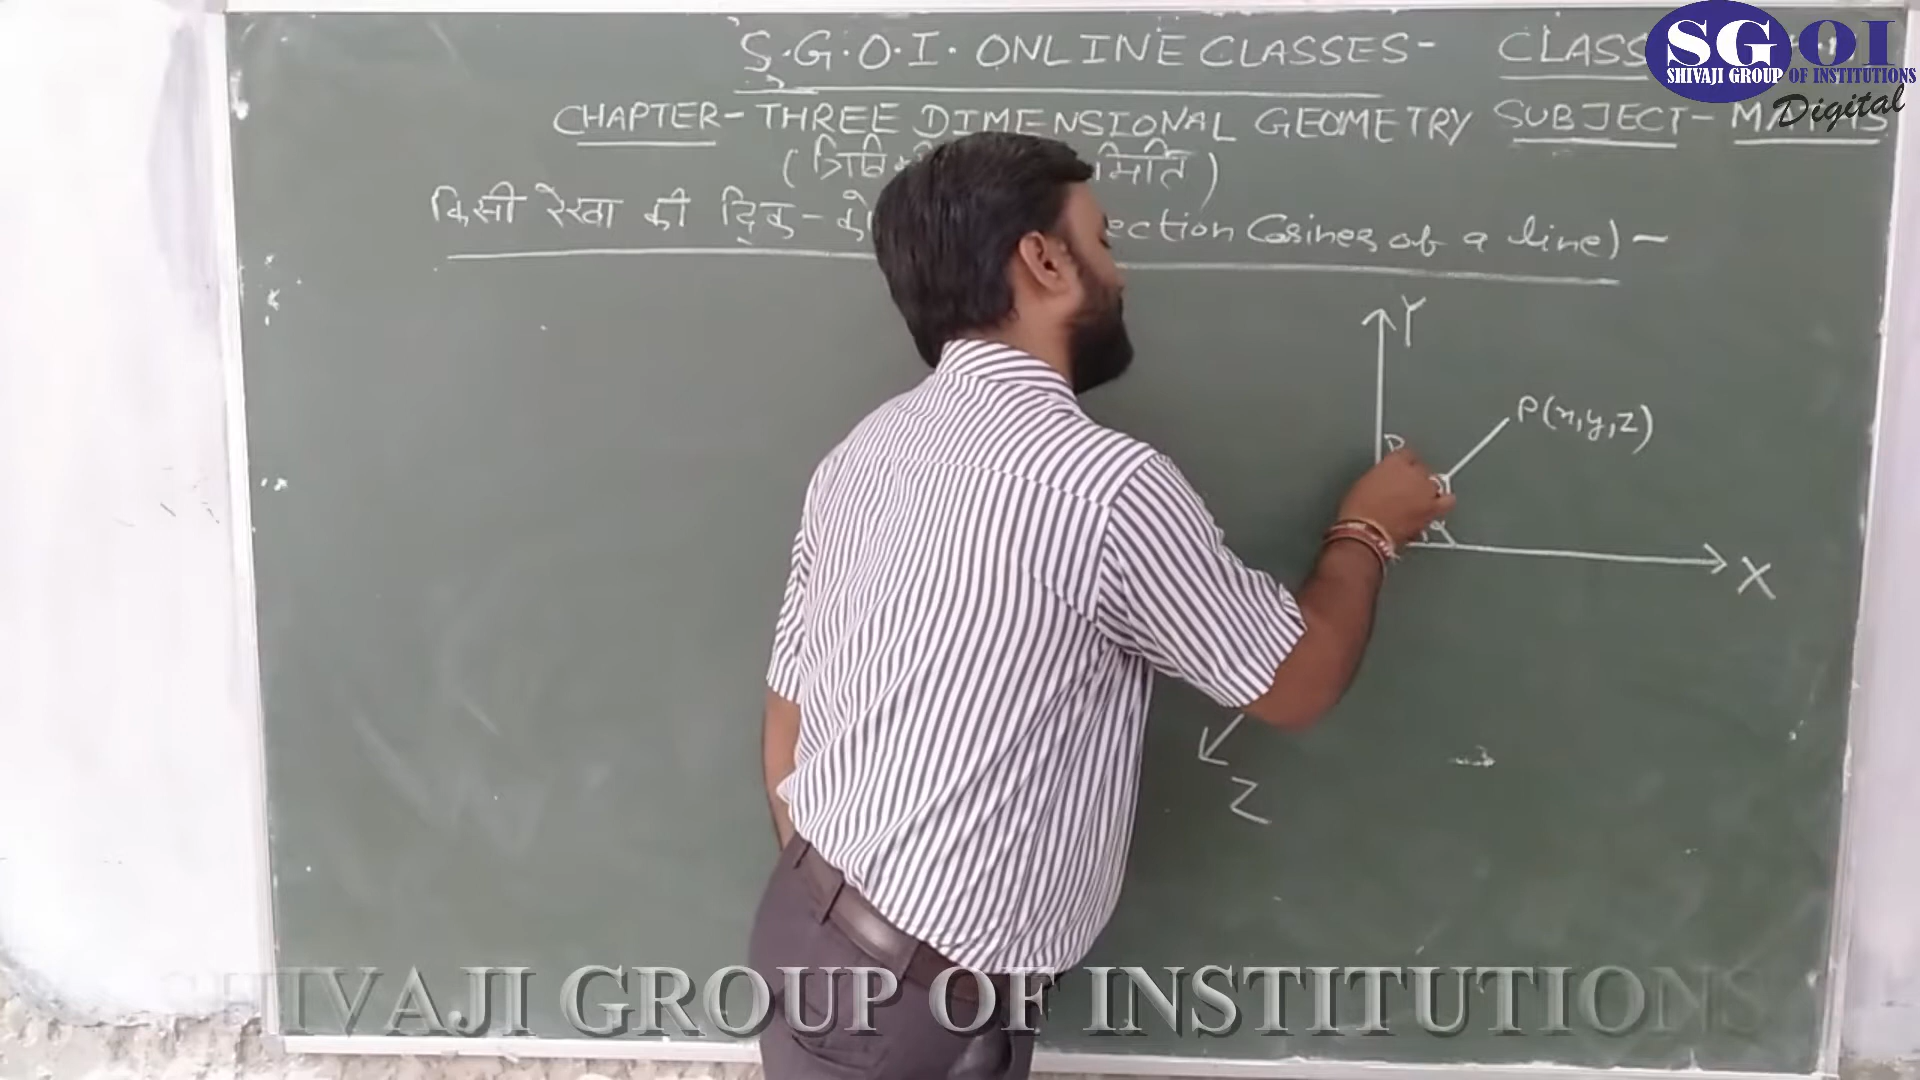 S.G.O.I. ONLINE CLASSES- CLASS
SGOI
SHIVAJI GROUP OF INSTITUTIONS
Digital
CHAPTER- THREE DIMENSIONAL GEOMETRY SUBJECT- MATHS
किसी रेखा की दिक्- (ection Cosines of a line) -
Y
P(x,y,z)
α
X
Z
SHIVAJI GROUP OF INSTITUTIONS